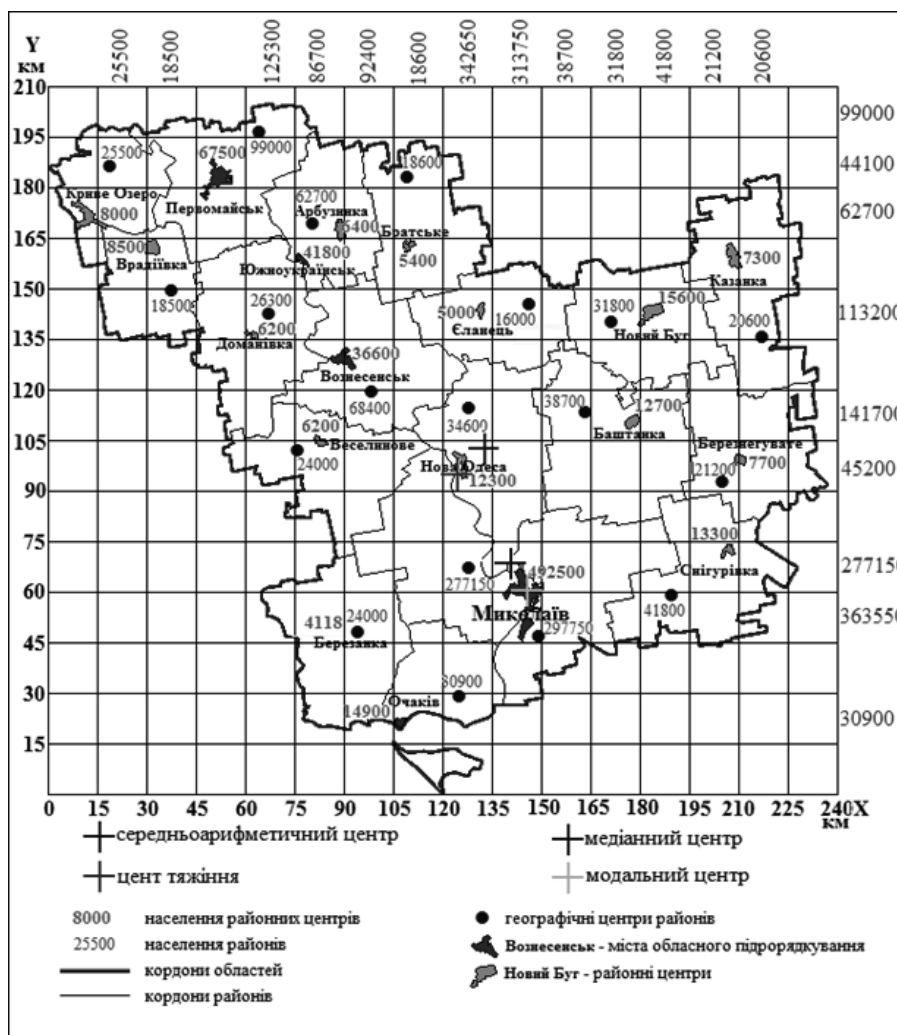 25500 18500 125300 86700 92400 18600 342650 313750 38700 31800 41800 21200 20600
Y
км
210
195
180
165
150
135
120
105
90
75
60
45
30
15
99000
44100
62700
113200
141700
45200
277150
363550
30900
25500
67500
99000
18600
Криве Озеро
8000
Первомайськ
62700
Арбузинка
6400
Братське
5400
8500
Врадіївка
41800
Южноукраїнськ
7300
Казанка
18500
26300
6200
Доманівка
5000
Єланець
16000
31800
15600
Новий Буг
20600
36600
Вознесенськ
68400
34600
38700
12700
Баштанка
6200
Веселинове
24000
Нова Одеса
12300
Березнегувате
21200
7700
13300
Снігурівка
277150
492500
Миколаїв
41800
4118
24000
Березанка
297750
30900
Очаків
14900
0 15 30 45 60 75 90 105 120 135 150 165 180 195 210 225 240 X
км
середньоарифметичний центр
медіанний центр
цент тяжіння
модальний центр
8000 населення районних центрів
географічні центри районів
25500 населення районів
Вознесенськ - міста обласного підрорядкування
кордони областей
Новий Буг - районні центри
кордони районів